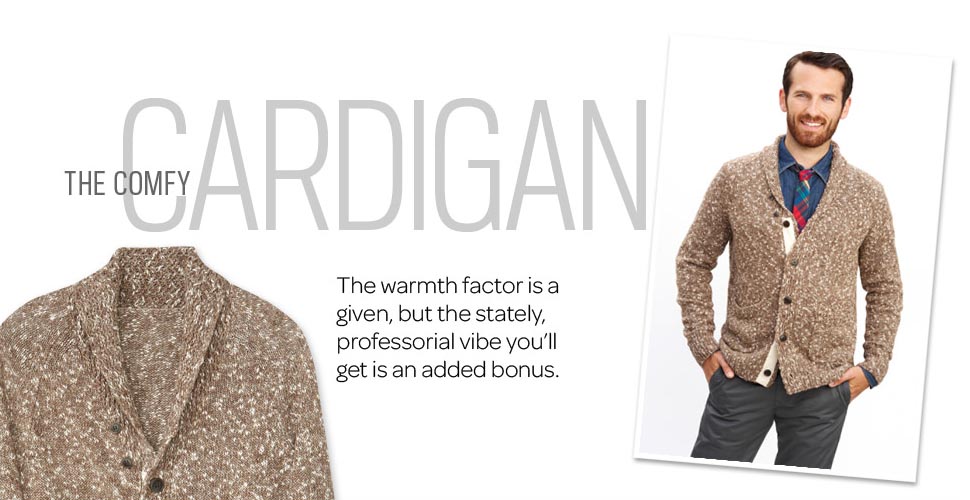 THE COMFY CARDIGAN
The warmth factor is a
given, but the stately,
professorial vibe you’ll
get is an added bonus.